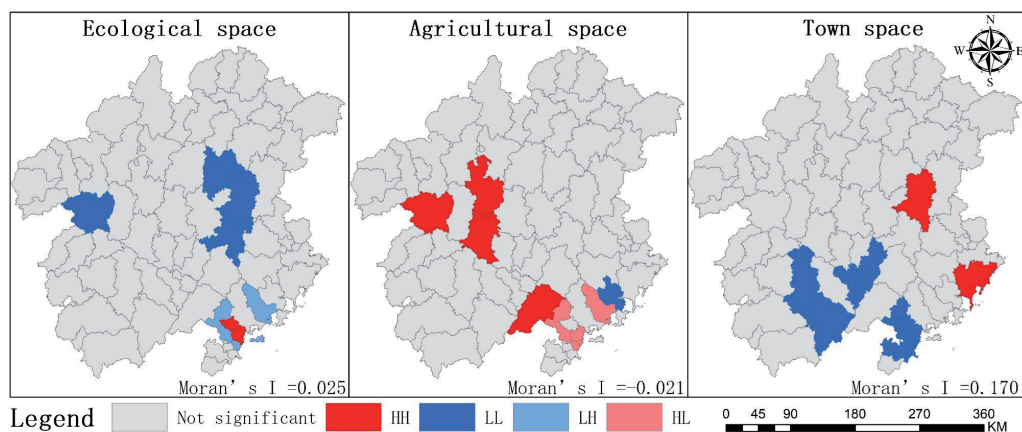 Ecological space
Agricultural space
Town space
N
W E
S
Moran’s I=0.025
Moran’s I=-0.021
Moran’s I=0.170
Legend Not significant HH LL LH HL
0 45 90 180 270 360
KM